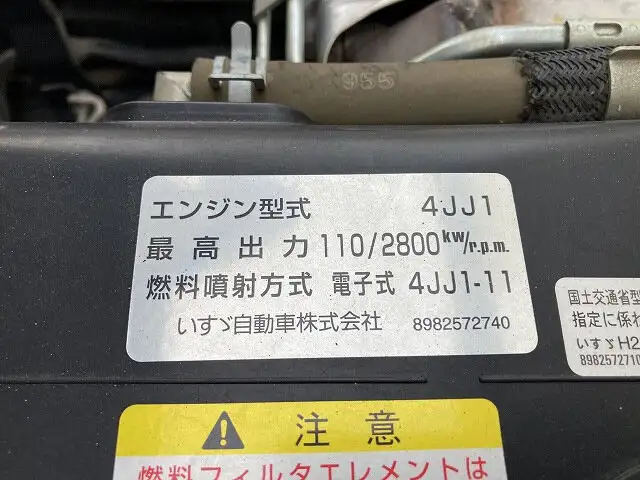 955
エンジン型式 4JJ1
最高出力 110/2800kw/r.p.m.
燃料噴射方式 電子式 4JJ1-11
いすゞ自動車株式会社 8982572740
国土交通省型
指定に係わ
いすゞH2
8982572710
注意
燃料フィルタエレメントは